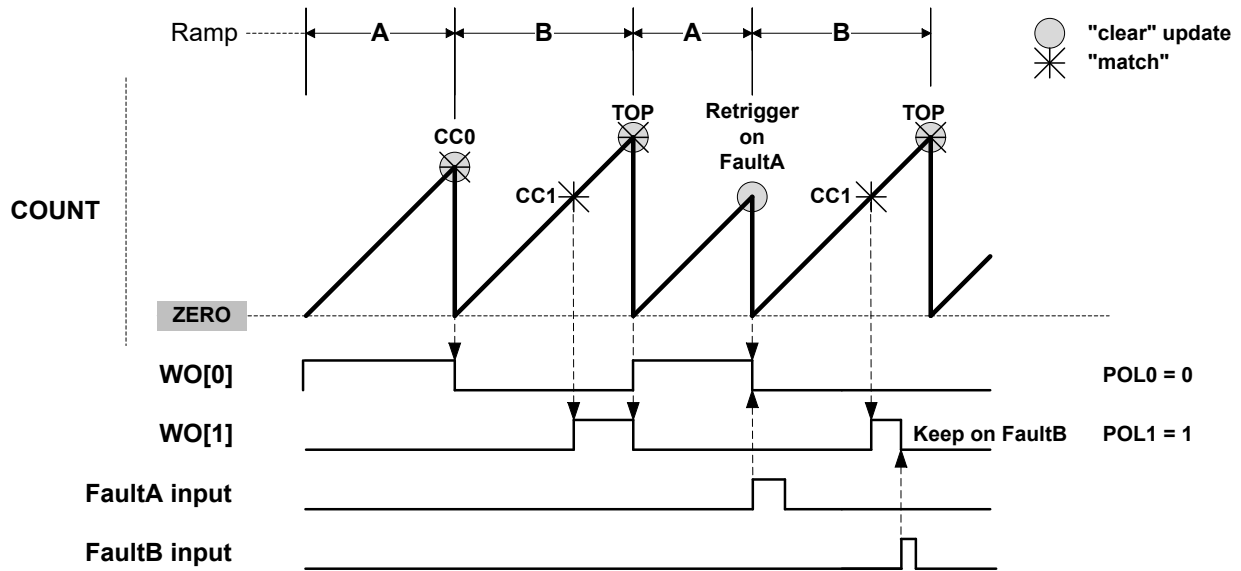 Ramp
A
B
A
B
"clear" update
"match"
CC0
TOP
Retrigger
on
FaultA
TOP
CC1
CC1
COUNT
ZERO
WO[0]
POL0 = 0
WO[1]
Keep on FaultB
POL1 = 1
FaultA input
FaultB input